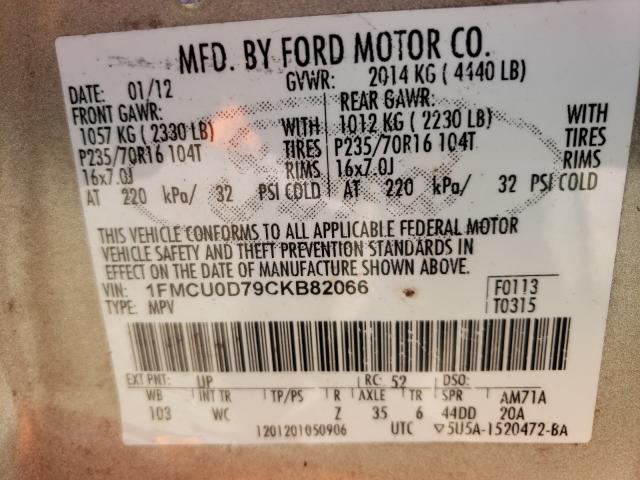 MFD. BY FORD MOTOR CO.
DATE: 01/12 GVWR: 2014 KG ( 4440 LB)
FRONT GAWR: REAR GAWR:
1057 KG ( 2330 LB) WITH 1012 KG ( 2230 LB) WITH
P235/70R16 104T TIRES P235/70R16 104T TIRES
16x7.0J RIMS 16x7.0J RIMS
AT 220 kPa/ 32 PSI COLD AT 220 kPa/ 32 PSI COLD
THIS VEHICLE CONFORMS TO ALL APPLICABLE FEDERAL MOTOR
VEHICLE SAFETY AND THEFT PREVENTION STANDARDS IN
EFFECT ON THE DATE OF MANUFACTURE SHOWN ABOVE.
VIN: 1FMCU0D79CKB82066 F0113
TYPE: MPV T0315
EXT PNT: UP RC: 52 DSO:
WB INT TR TP/PS R AXLE TR SPR AM71A
103 WC Z 35 6 44DD 20A
1201201050906 UTC ▽5U5A-1520472-BA